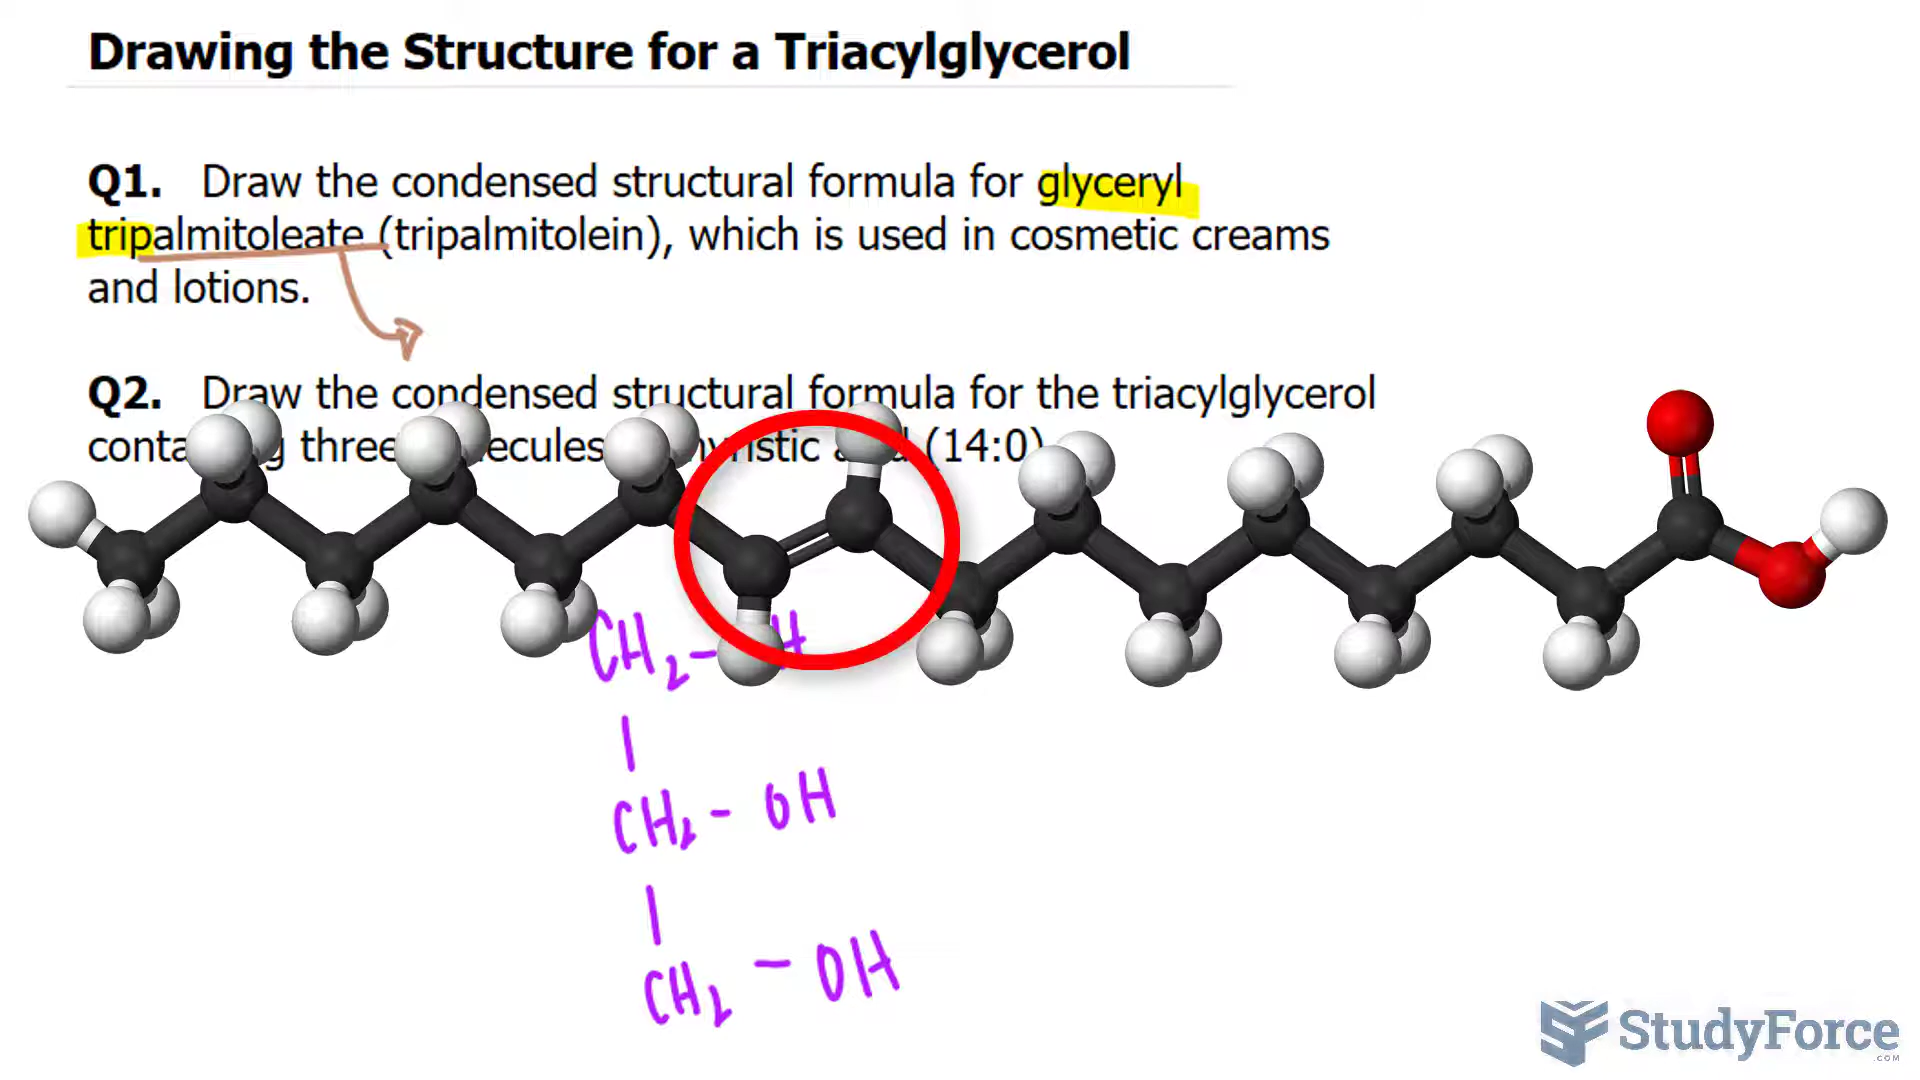 Drawing the Structure for a Triacylglycerol
Q1. Draw the condensed structural formula for glyceryl
tripalmitoleate (tripalmitolein), which is used in cosmetic creams
and lotions.
Q2. Draw the condensed structural formula for the triacylglycerol
three (14:0)
CH2 - H
CH2 - OH
CH2 - OH
StudyForce
.COM